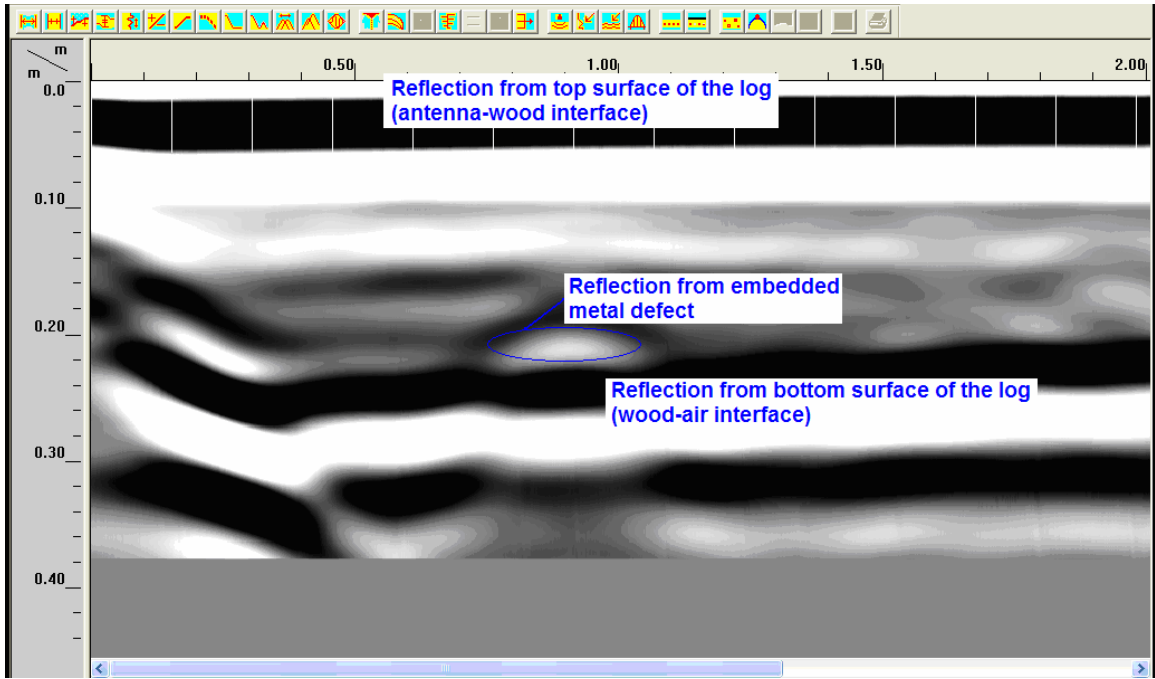 m
m
0.50
1.00
1.50
2.00
0.0
Reflection from top surface of the log
(antenna-wood interface)
0.10
Reflection from embedded
metal defect
0.20
Reflection from bottom surface of the log
(wood-air interface)
0.30
0.40